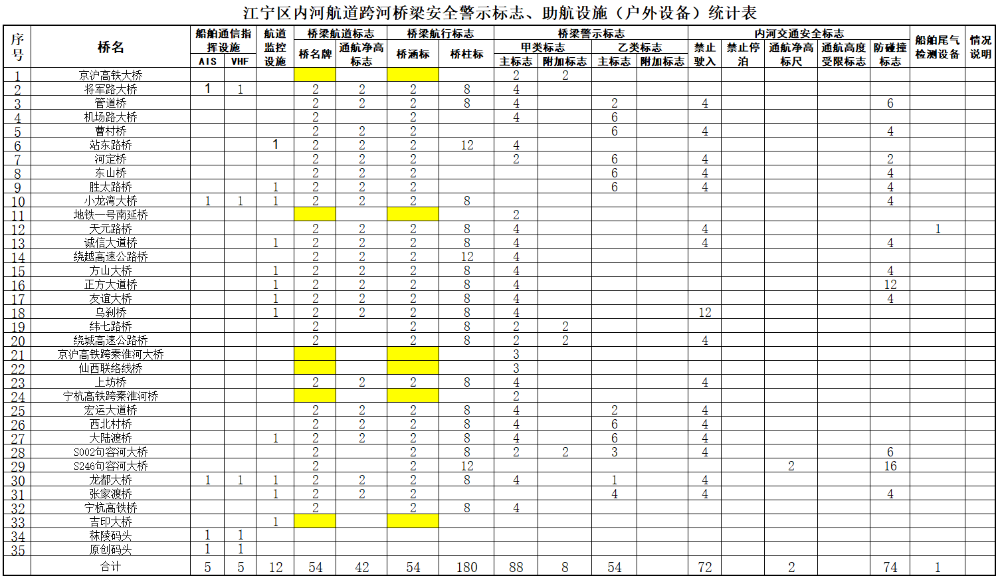 江宁区内河航道跨河桥梁安全警示标志、助航设施（户外设备）统计表
序号 桥名 船舶通信指挥设施 航道监控设施 桥梁航道标志 桥梁航行标志 桥梁警示标志 内河交通安全标志 船舶尾气检测设备 情况说明
桥名牌 通航净高标志 桥涵标 桥柱标 甲类标志 乙类标志 禁止驶入 禁止停泊 通航净高标尺 通航高度受限标志 防碰撞标志
AIS VHF 主标志 附加标志 主标志 附加标志
1 京沪高铁大桥 2 2
2 将军路大桥 1 1 2 2 2 8 4
3 管道桥 2 2 2 8 4 2 4 6
4 机场路大桥 2 2 4 6
5 曹村桥 2 2 2 6 4 4
6 站东路桥 1 2 2 2 12 4
7 河定桥 2 2 2 2 6 4 2
8 东山桥 2 2 2 6 4 4
9 胜太路桥 1 2 2 2 6 4 4
10 小龙湾大桥 1 1 1 2 2 2 8 4
11 地铁一号南延桥 2
12 天元路桥 2 2 2 8 4 4 1
13 诚信大道桥 1 2 2 2 8 4 4 4
14 绕越高速公路桥 2 2 2 12 4
15 方山大桥 1 2 2 2 8 4 4
16 正方大道桥 1 2 2 2 8 4 12
17 友谊大桥 1 2 2 2 8 4 4
18 乌刹桥 1 2 2 2 8 4 12
19 纬七路桥 2 2 8 2 2
20 绕城高速公路桥 2 2 8 2 2 4
21 京沪高铁跨秦淮河大桥 3
22 仙西联络线桥 3
23 上坊桥 2 2 2 8 4 4
24 宁杭高铁跨秦淮河桥 2
25 宏运大道桥 2 2 2 8 4 2 4
26 西北村桥 2 2 2 8 4 6 4
27 大陆渡桥 1 2 2 2 8 4 6 4
28 S002句容河大桥 2 2 8 2 2 3 4 6
29 S246句容河大桥 2 2 12 2 16
30 龙都大桥 1 1 1 2 2 2 8 4 1 4
31 张家渡桥 1 2 2 2 4 4 4
32 宁杭高铁桥 2 2 8 4
33 吉印大桥 1
34 秣陵码头 1 1
35 原创码头 1 1
合计 5 5 12 54 42 54 180 88 8 54 72 2 74 1